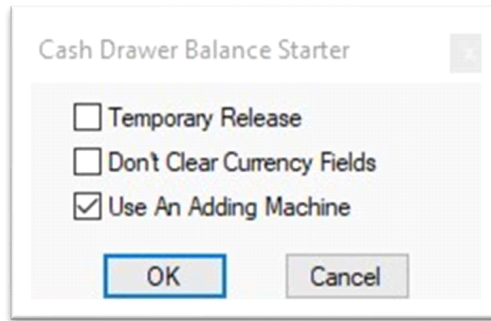 Cash Drawer Balance Starter
Temporary Release
Don't Clear Currency Fields
Use An Adding Machine
OK Cancel